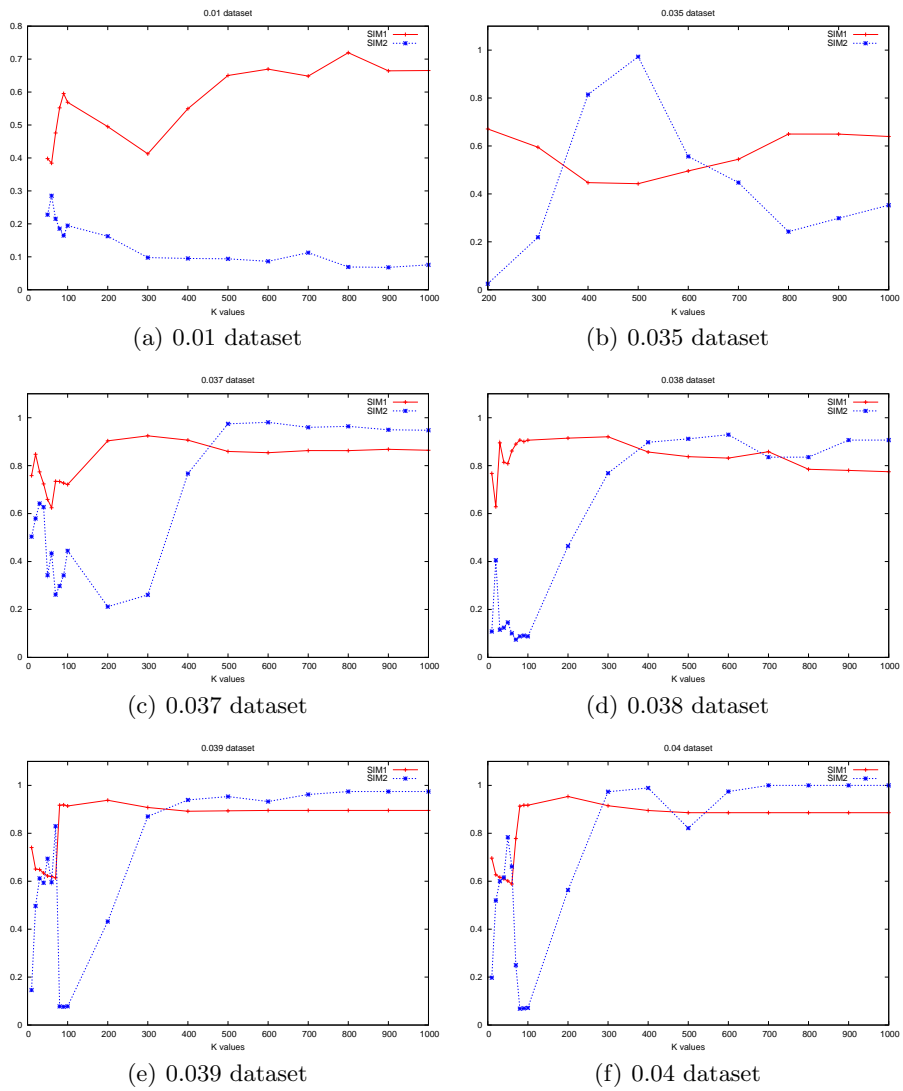 0.01 dataset
SIM1
SIM2
0.8
0.7
0.6
0.5
0.4
0.3
0.2
0.1
0
0 100 200 300 400 500 600 700 800 900 1000
K values
(a) 0.01 dataset
0.035 dataset
SIM1
SIM2
1
0.8
0.6
0.4
0.2
0
200 300 400 500 600 700 800 900 1000
K values
(b) 0.035 dataset
0.037 dataset
SIM1
SIM2
1
0.8
0.6
0.4
0.2
0
0 100 200 300 400 500 600 700 800 900 1000
K values
(c) 0.037 dataset
0.038 dataset
SIM1
SIM2
1
0.8
0.6
0.4
0.2
0
0 100 200 300 400 500 600 700 800 900 1000
K values
(d) 0.038 dataset
0.039 dataset
SIM1
SIM2
1
0.8
0.6
0.4
0.2
0
0 100 200 300 400 500 600 700 800 900 1000
K values
(e) 0.039 dataset
0.04 dataset
SIM1
SIM2
1
0.8
0.6
0.4
0.2
0
0 100 200 300 400 500 600 700 800 900 1000
K values
(f) 0.04 dataset